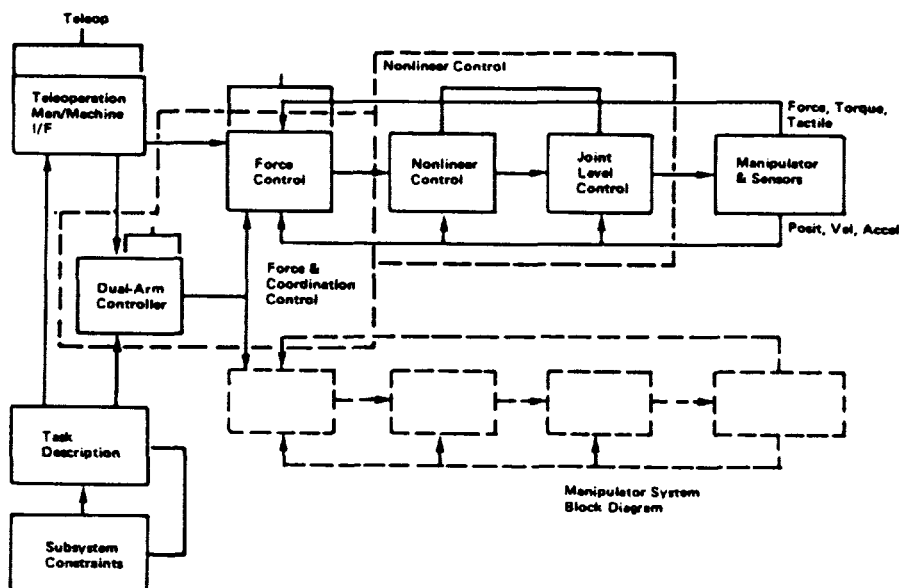 Teleop
Teleoperation
Man/Machine
I/F
Nonlinear Control
Force
Control
Nonlinear
Control
Joint
Level
Control
Force, Torque,
Tactile
Manipulator
& Sensors
Posit, Vel, Accel
Dual-Arm
Controller
Force &
Coordination
Control
Task
Description
Manipulator System
Block Diagram
Subsystem
Constraints